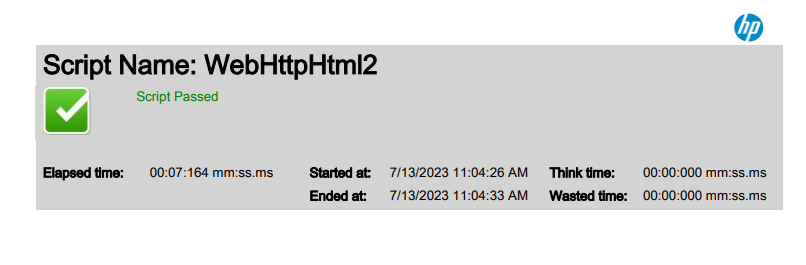 hp
Script Name: WebHttpHtml2
Script Passed
Elapsed time: 00:07:164 mm:ss.ms Started at: 7/13/2023 11:04:26 AM Think time: 00:00:000 mm:ss.ms
Ended at: 7/13/2023 11:04:33 AM Wasted time: 00:00:000 mm:ss.ms